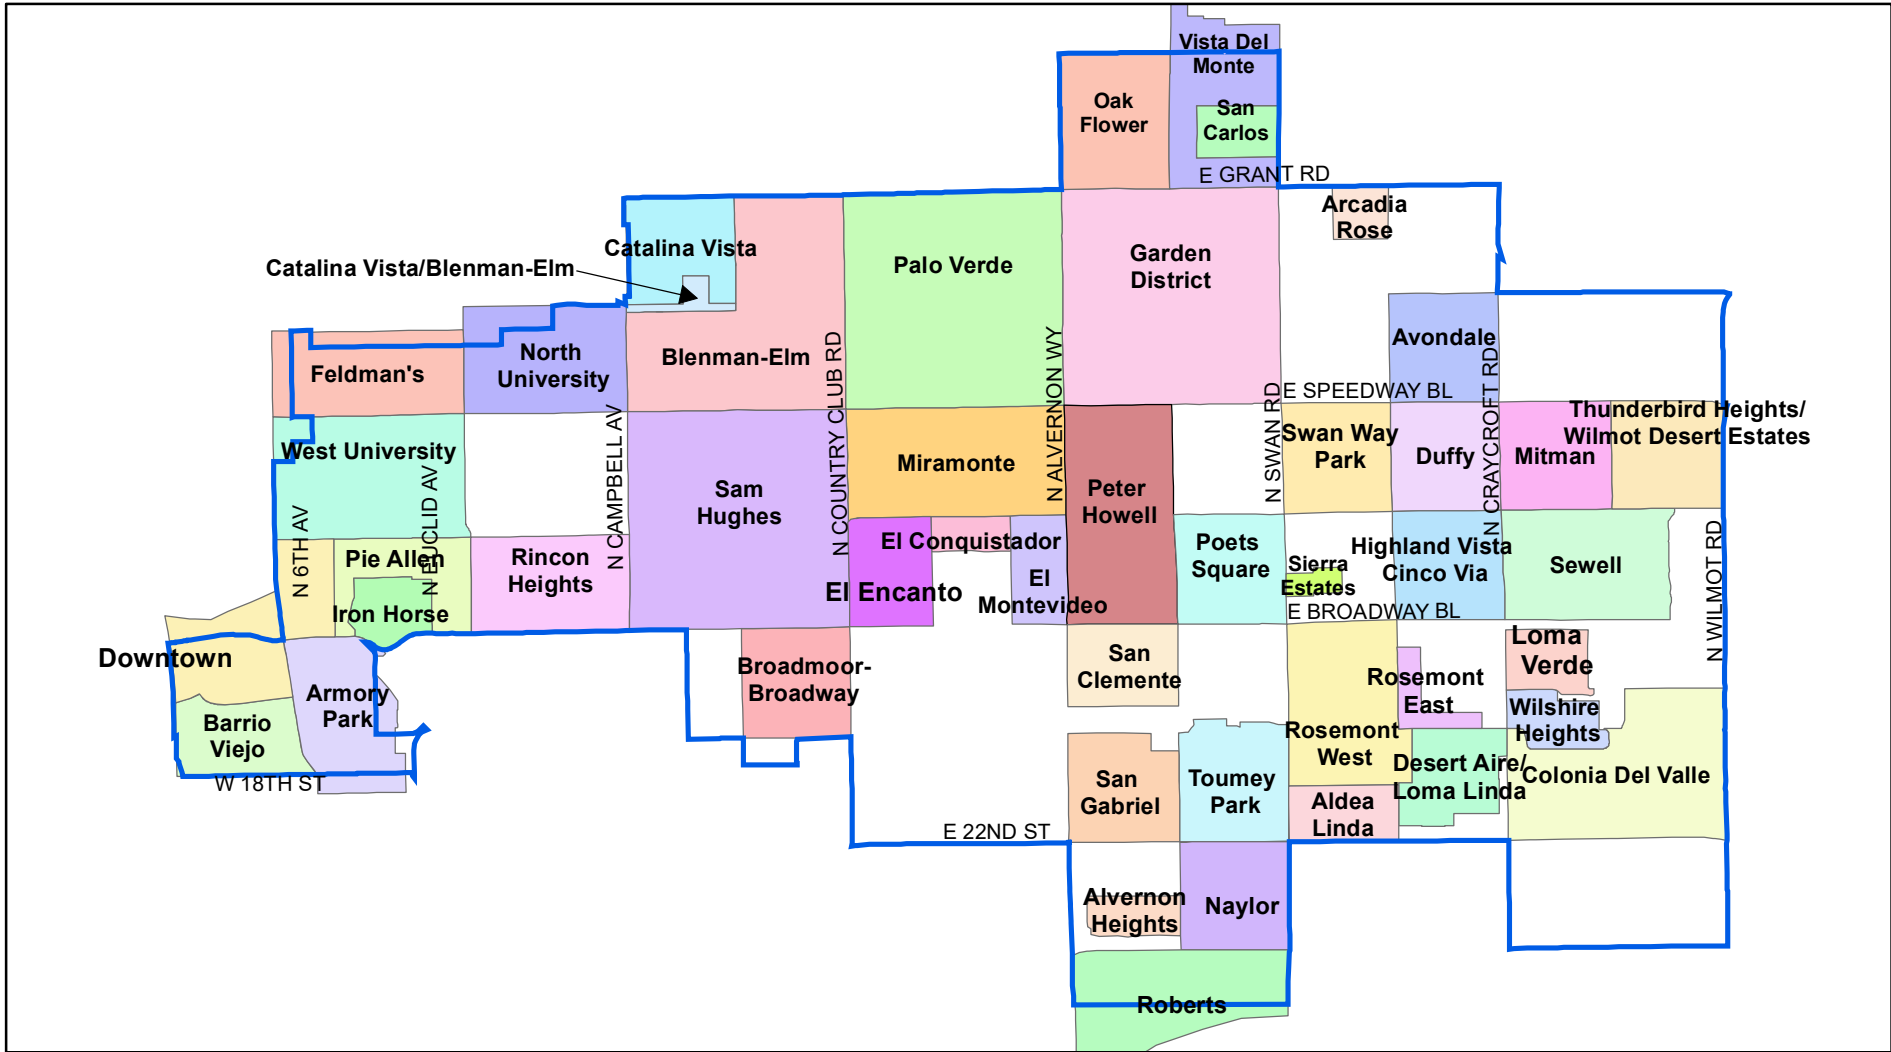 Vista Del
Monte
Oak
Flower
San
Carlos
E GRANT RD
Arcadia
Rose
Catalina Vista
Catalina Vista/Blenman-Elm
Palo Verde
Garden
District
Feldman's
North
University
Blenman-Elm
N COUNTRY CLUB RD
N ALVERNON WY
Avondale
E SPEEDWAY BL
N SWAN RD
N CRAYCROFT RD
Thunderbird Heights/
Wilmot Desert Estates
West University
N EUCLID AV
N CAMPBELL AV
Sam
Hughes
Miramonte
Peter
Howell
Swan Way
Park
Duffy
Mitman
N 6TH AV
Pie Allen
Iron Horse
Rincon
Heights
El Conquistador
El Encanto
El
Montevideo
Poets
Square
Sierra
Estates
Highland Vista
Cinco Via
Sewell
N WILMOT RD
E BROADWAY BL
Downtown
Armory
Park
Barrio
Viejo
W 18TH ST
Broadmoor-
Broadway
San
Clemente
Rosemont
East
Loma
Verde
Wilshire
Heights
Rosemont
West
Desert Aire/
Loma Linda
Colonia Del Valle
San
Gabriel
Toumey
Park
Aldea
Linda
E 22ND ST
Alvernon
Heights
Naylor
Roberts